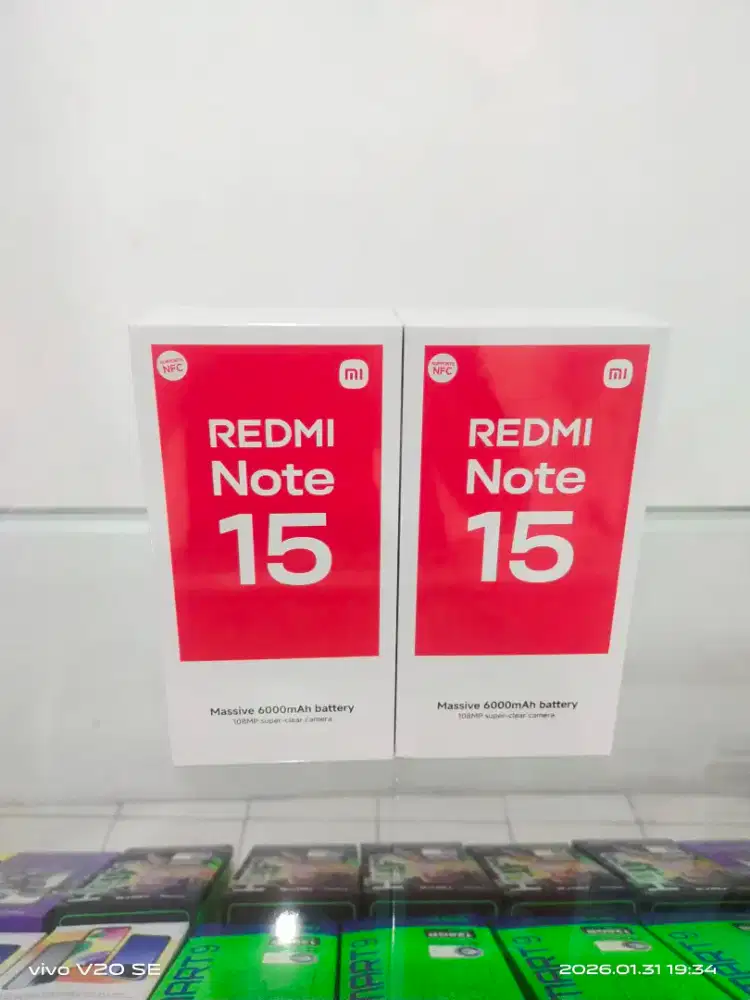 SUPPORTS
NFC
mi
REDMI
Note
15
Massive 6000mAh battery
108MP super-clear camera
SUPPORTS
NFC
mi
REDMI
Note
15
Massive 6000mAh battery
108MP super-clear camera
128GB
vivo V20 SE
2026.01.31 19:34